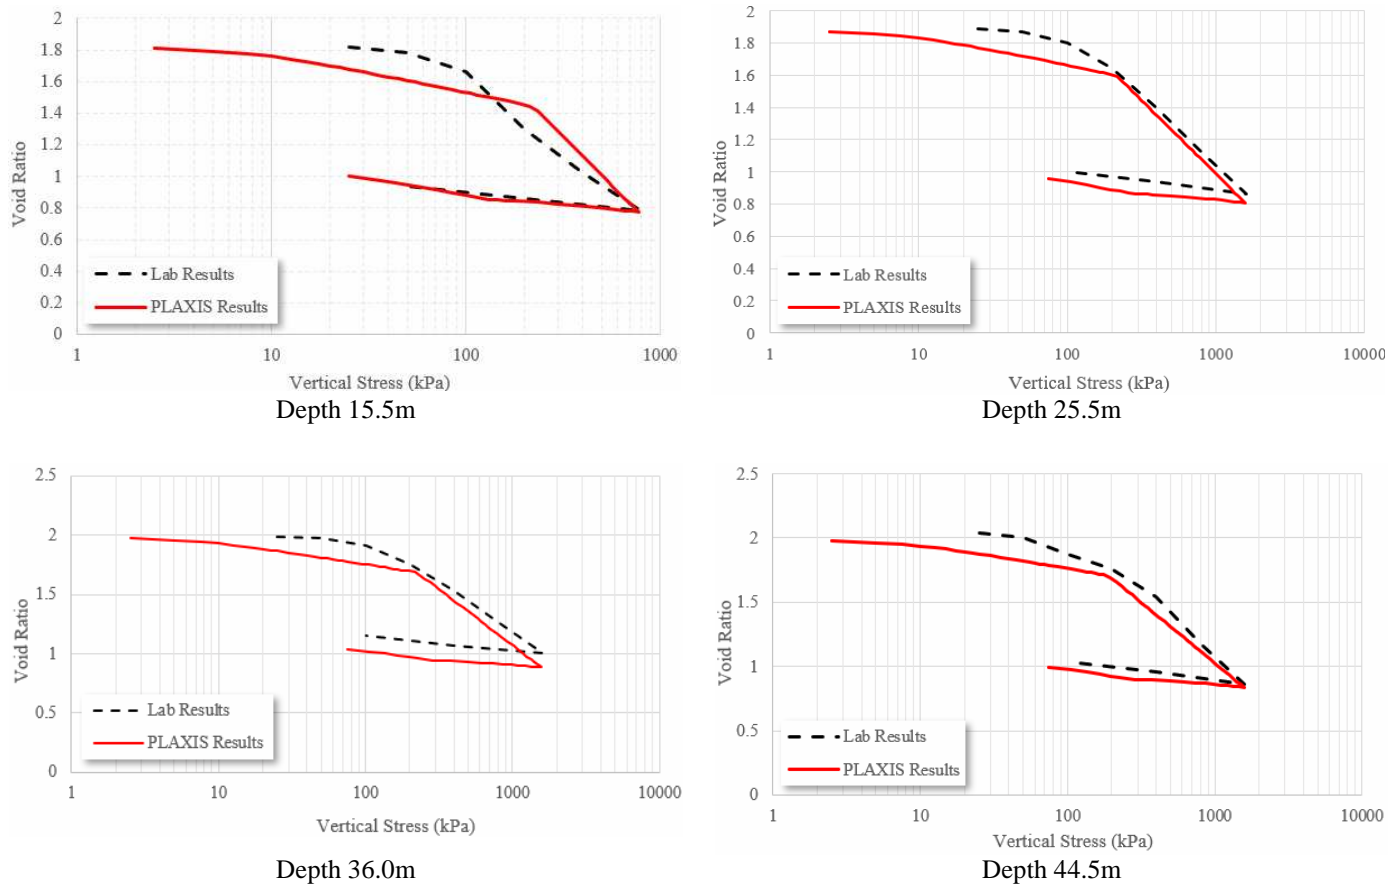 2
1.8
1.6
1.4
1.2
1
0.8
0.6
0.4
0.2
0
Void Ratio
Lab Results
PLAXIS Results
1 10 100 1000
Vertical Stress (kPa)
Depth 15.5m
2
1.8
1.6
1.4
1.2
1
0.8
0.6
0.4
0.2
0
Void Ratio
Lab Results
PLAXIS Results
1 10 100 1000 10000
Vertical Stress (kPa)
Depth 25.5m
2.5
2
1.5
1
0.5
0
Void Ratio
Lab Results
PLAXIS Results
1 10 100 1000 10000
Vertical Stress (kPa)
Depth 36.0m
2.5
2
1.5
1
0.5
0
Void Ratio
Lab Results
PLAXIS Results
1 10 100 1000 10000
Vertical Stress (kPa)
Depth 44.5m